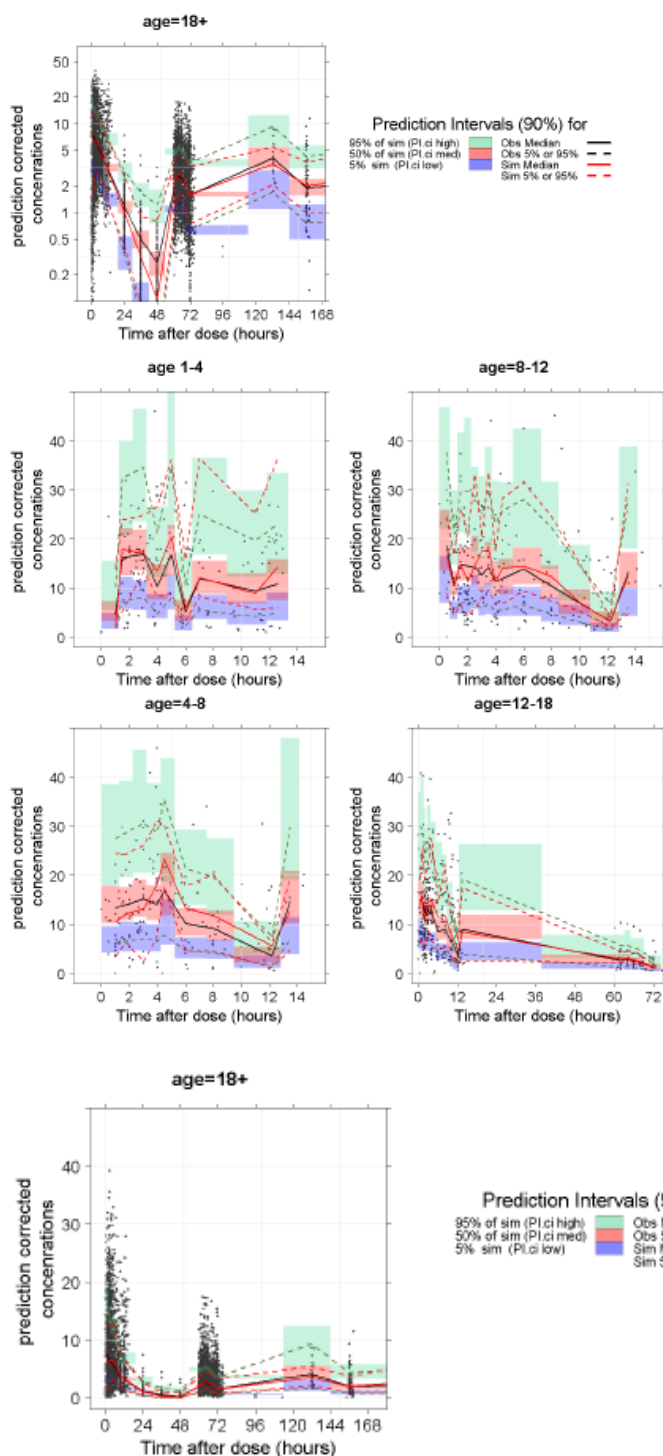 age=18+
50
20
10
5
2
1
0.5
0.2
prediction corrected
concenrations
0 24 48 72 96 120 144 168
Time after dose (hours)
Prediction Intervals (90%) for
95% of sim (PI.ci high)
50% of sim (PI.ci med)
5% sim (PI.ci low)
Obs Median
Obs 5% or 95%
Sim Median
Sim 5% or 95%
age 1-4
40
30
20
10
0
prediction corrected
concenrations
0 2 4 6 8 10 12 14
Time after dose (hours)
age=8-12
40
30
20
10
0
prediction corrected
concenrations
0 2 4 6 8 10 12 14
Time after dose (hours)
age=4-8
40
30
20
10
0
prediction corrected
concenrations
0 2 4 6 8 10 12 14
Time after dose (hours)
age=12-18
40
30
20
10
0
prediction corrected
concenrations
0 12 24 36 48 60 72
Time after dose (hours)
age=18+
40
30
20
10
0
prediction corrected
concenrations
0 24 48 72 96 120 144 168
Time after dose (hours)
Prediction Intervals
95% of sim (PI.ci high)
50% of sim (PI.ci med)
5% sim (PI.ci low)
Obs
Obs
Sim
Sim 5